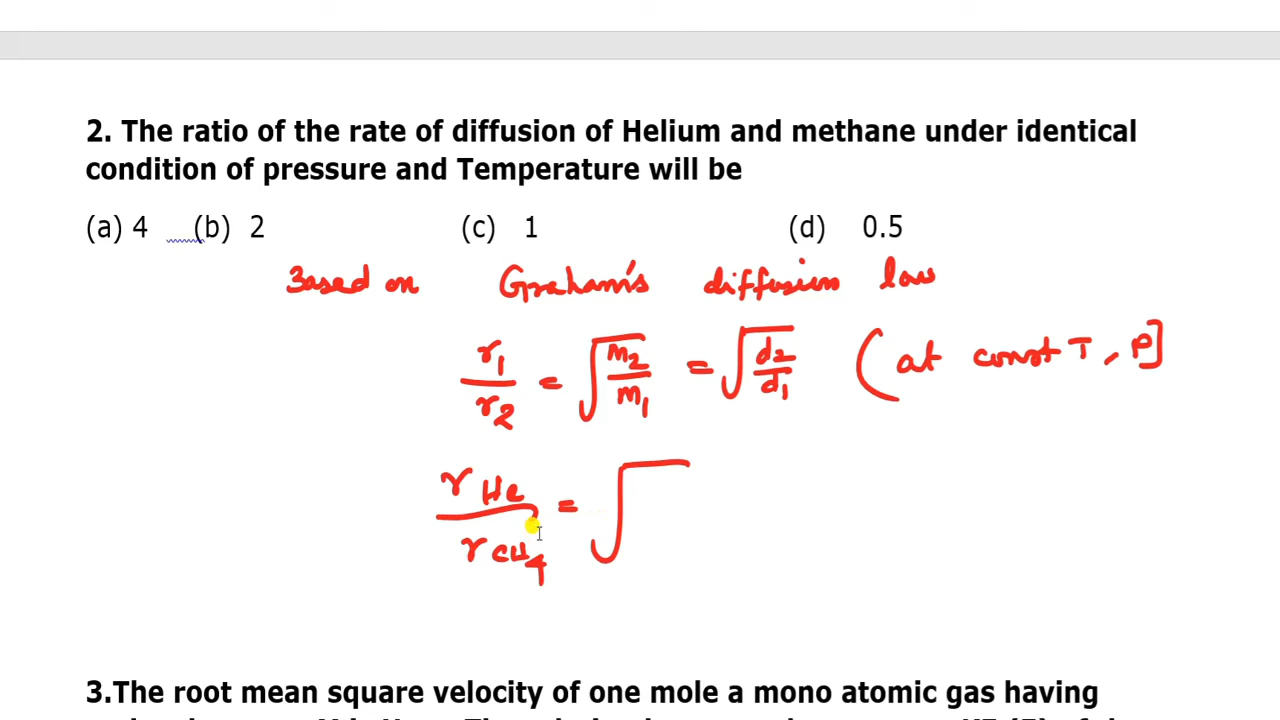 2. The ratio of the rate of diffusion of Helium and methane under identical
condition of pressure and Temperature will be
(a) 4 (b) 2 (c) 1 (d) 0.5
Based on Graham's diffusion law
r1/r2 = √(m2/m1) = √(d2/d1) (at const T, P]
rHe/rCH4 = √
3.The root mean square velocity of one mole a mono atomic gas having